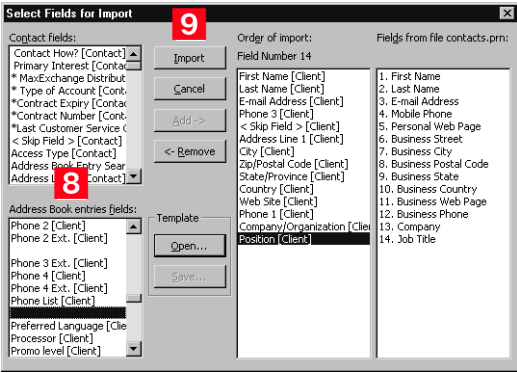 Select Fields for Import
9
Contact fields:
Contact How? [Contact]
Primary Interest [Contac
* MaxExchange Distribut
* Type of Account [Cont
*Contract Expiry [Contac
*Contract Number [Conta
*Last Customer Service C
< Skip Field > [Contact]
Access Type [Contact]
Address Book Entry Sear
Address L Contact]
8
Address Book entries fields:
Phone 2 [Client]
Phone 2 Ext. [Client]
Phone 3 Ext. [Client]
Phone 4 [Client]
Phone 4 Ext. [Client]
Phone List [Client]
Preferred Language [Clie
Processor [Client]
Promo level [Client]
Import
Cancel
Add ->
<- Remove
Template
Open...
Save...
Order of import:
Field Number 14
First Name [Client]
Last Name [Client]
E-mail Address [Client]
Phone 3 [Client]
< Skip Field > [Client]
Address Line 1 [Client]
City [Client]
Zip/Postal Code [Client]
State/Province [Client]
Country [Client]
Web Site [Client]
Phone 1 [Client]
Company/Organization [Clie
Position [Client]
Fields from file contacts.prn:
1. First Name
2. Last Name
3. E-mail Address
4. Mobile Phone
5. Personal Web Page
6. Business Street
7. Business City
8. Business Postal Code
9. Business State
10. Business Country
11. Business Web Page
12. Business Phone
13. Company
14. Job Title